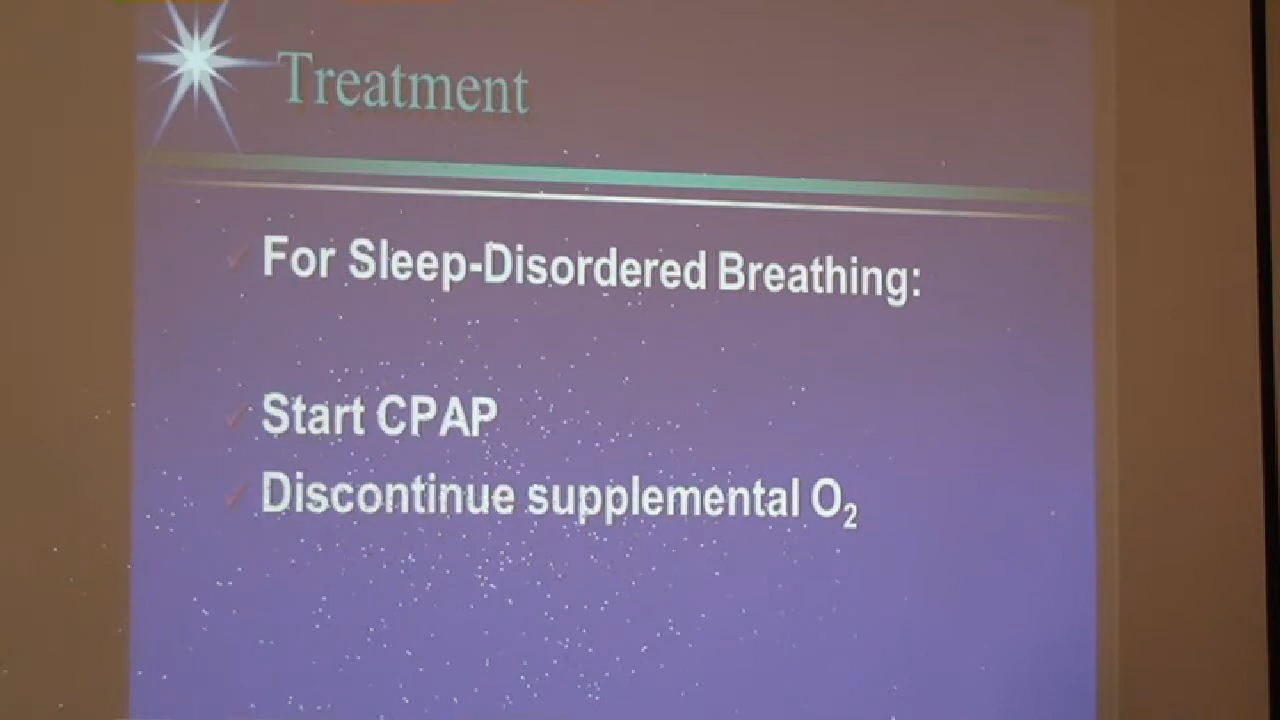 Treatment
For Sleep-Disordered Breathing:
Start CPAP
Discontinue supplemental O₂